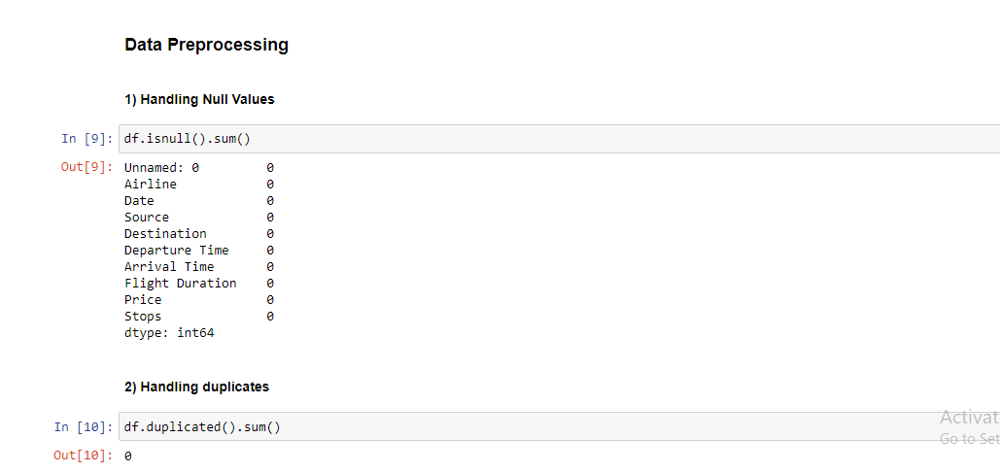 Data Preprocessing
1) Handling Null Values
In [9]: df.isnull().sum()
Out[9]: Unnamed: 0 0
Airline 0
Date 0
Source 0
Destination 0
Departure Time 0
Arrival Time 0
Flight Duration 0
Price 0
Stops 0
dtype: int64
2) Handling duplicates
In [10]: df.duplicated().sum()
Out[10]: 0
Activat
Go to Set